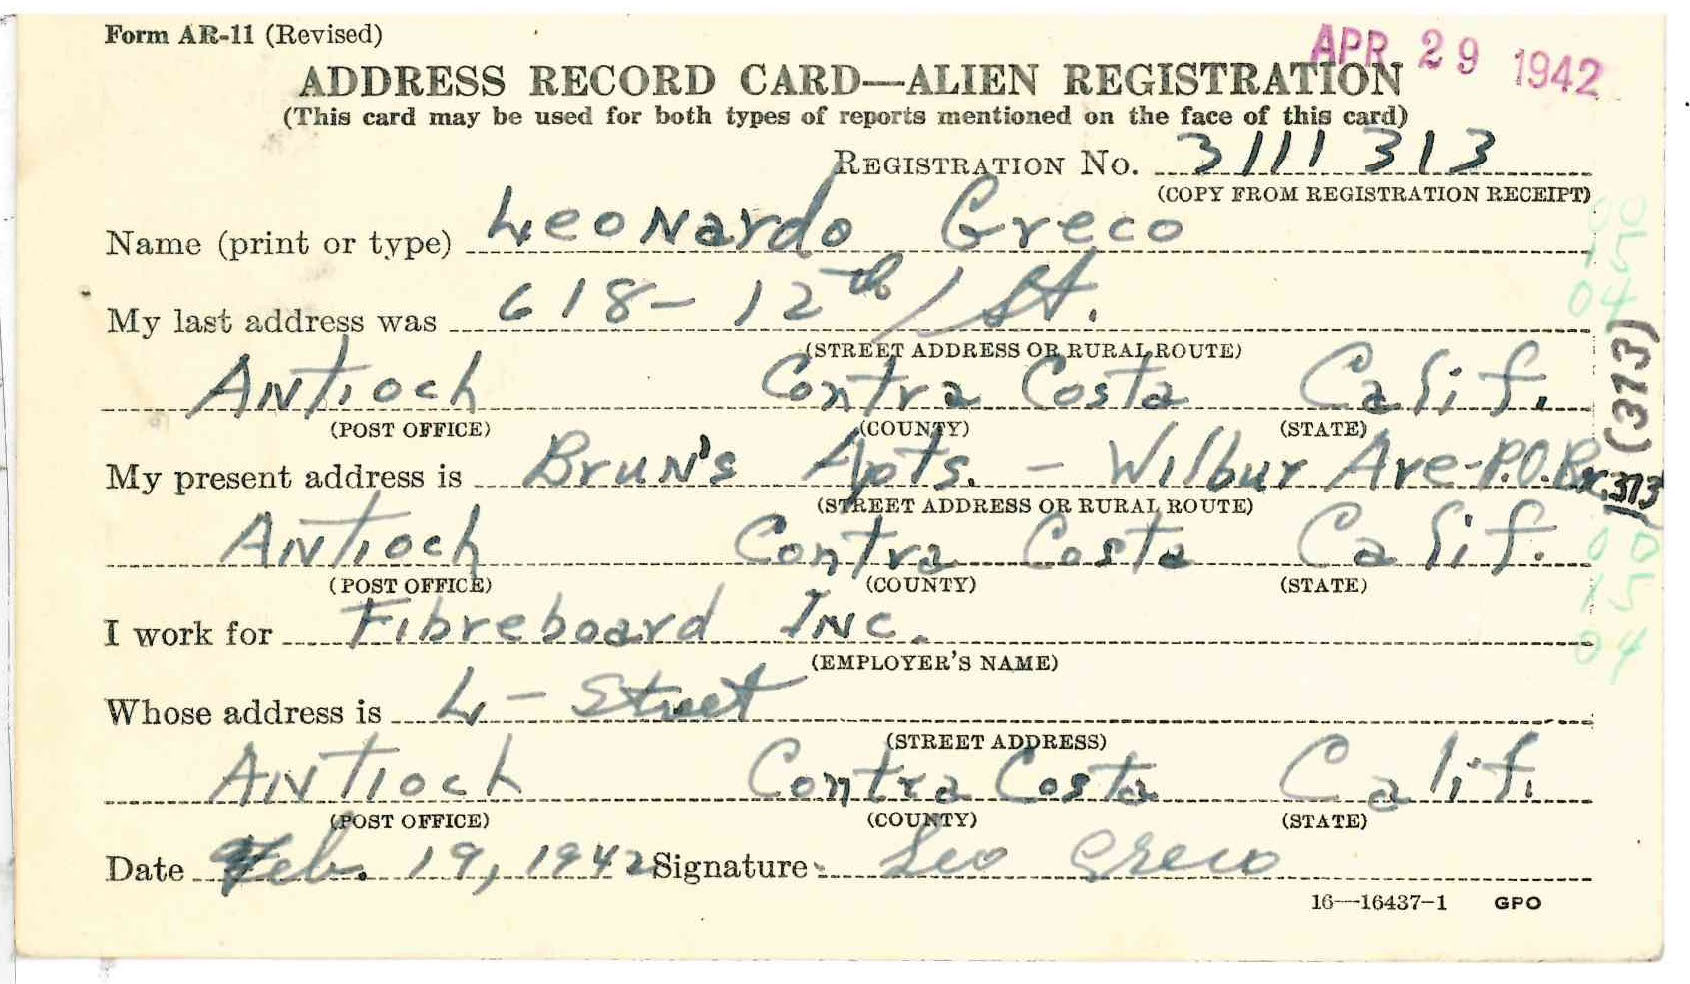 Form AR-11 (Revised)
APR 29 1942
ADDRESS RECORD CARD—ALIEN REGISTRATION
(This card may be used for both types of reports mentioned on the face of this card)
REGISTRATION No. 3111313
(COPY FROM REGISTRATION RECEIPT)
Name (print or type) Leonardo Greco
My last address was 618-12th St.
(STREET ADDRESS OR RURAL ROUTE)
Antioch Contra Costa Calif.
(POST OFFICE) (COUNTY) (STATE)
My present address is Brun's Apts. - Wilbur Ave-P.O.Bx.373
(373)
(STREET ADDRESS OR RURAL ROUTE)
Antioch Contra Costa Calif.
(POST OFFICE) (COUNTY) (STATE)
I work for Fibreboard Inc.
(EMPLOYER'S NAME)
Whose address is L-Street
(STREET ADDRESS)
Antioch Contra Costa Calif.
(POST OFFICE) (COUNTY) (STATE)
Date Feb. 19, 1942 Signature Leo Greco
16—16437-1 GPO
00
15
04
00
15
04